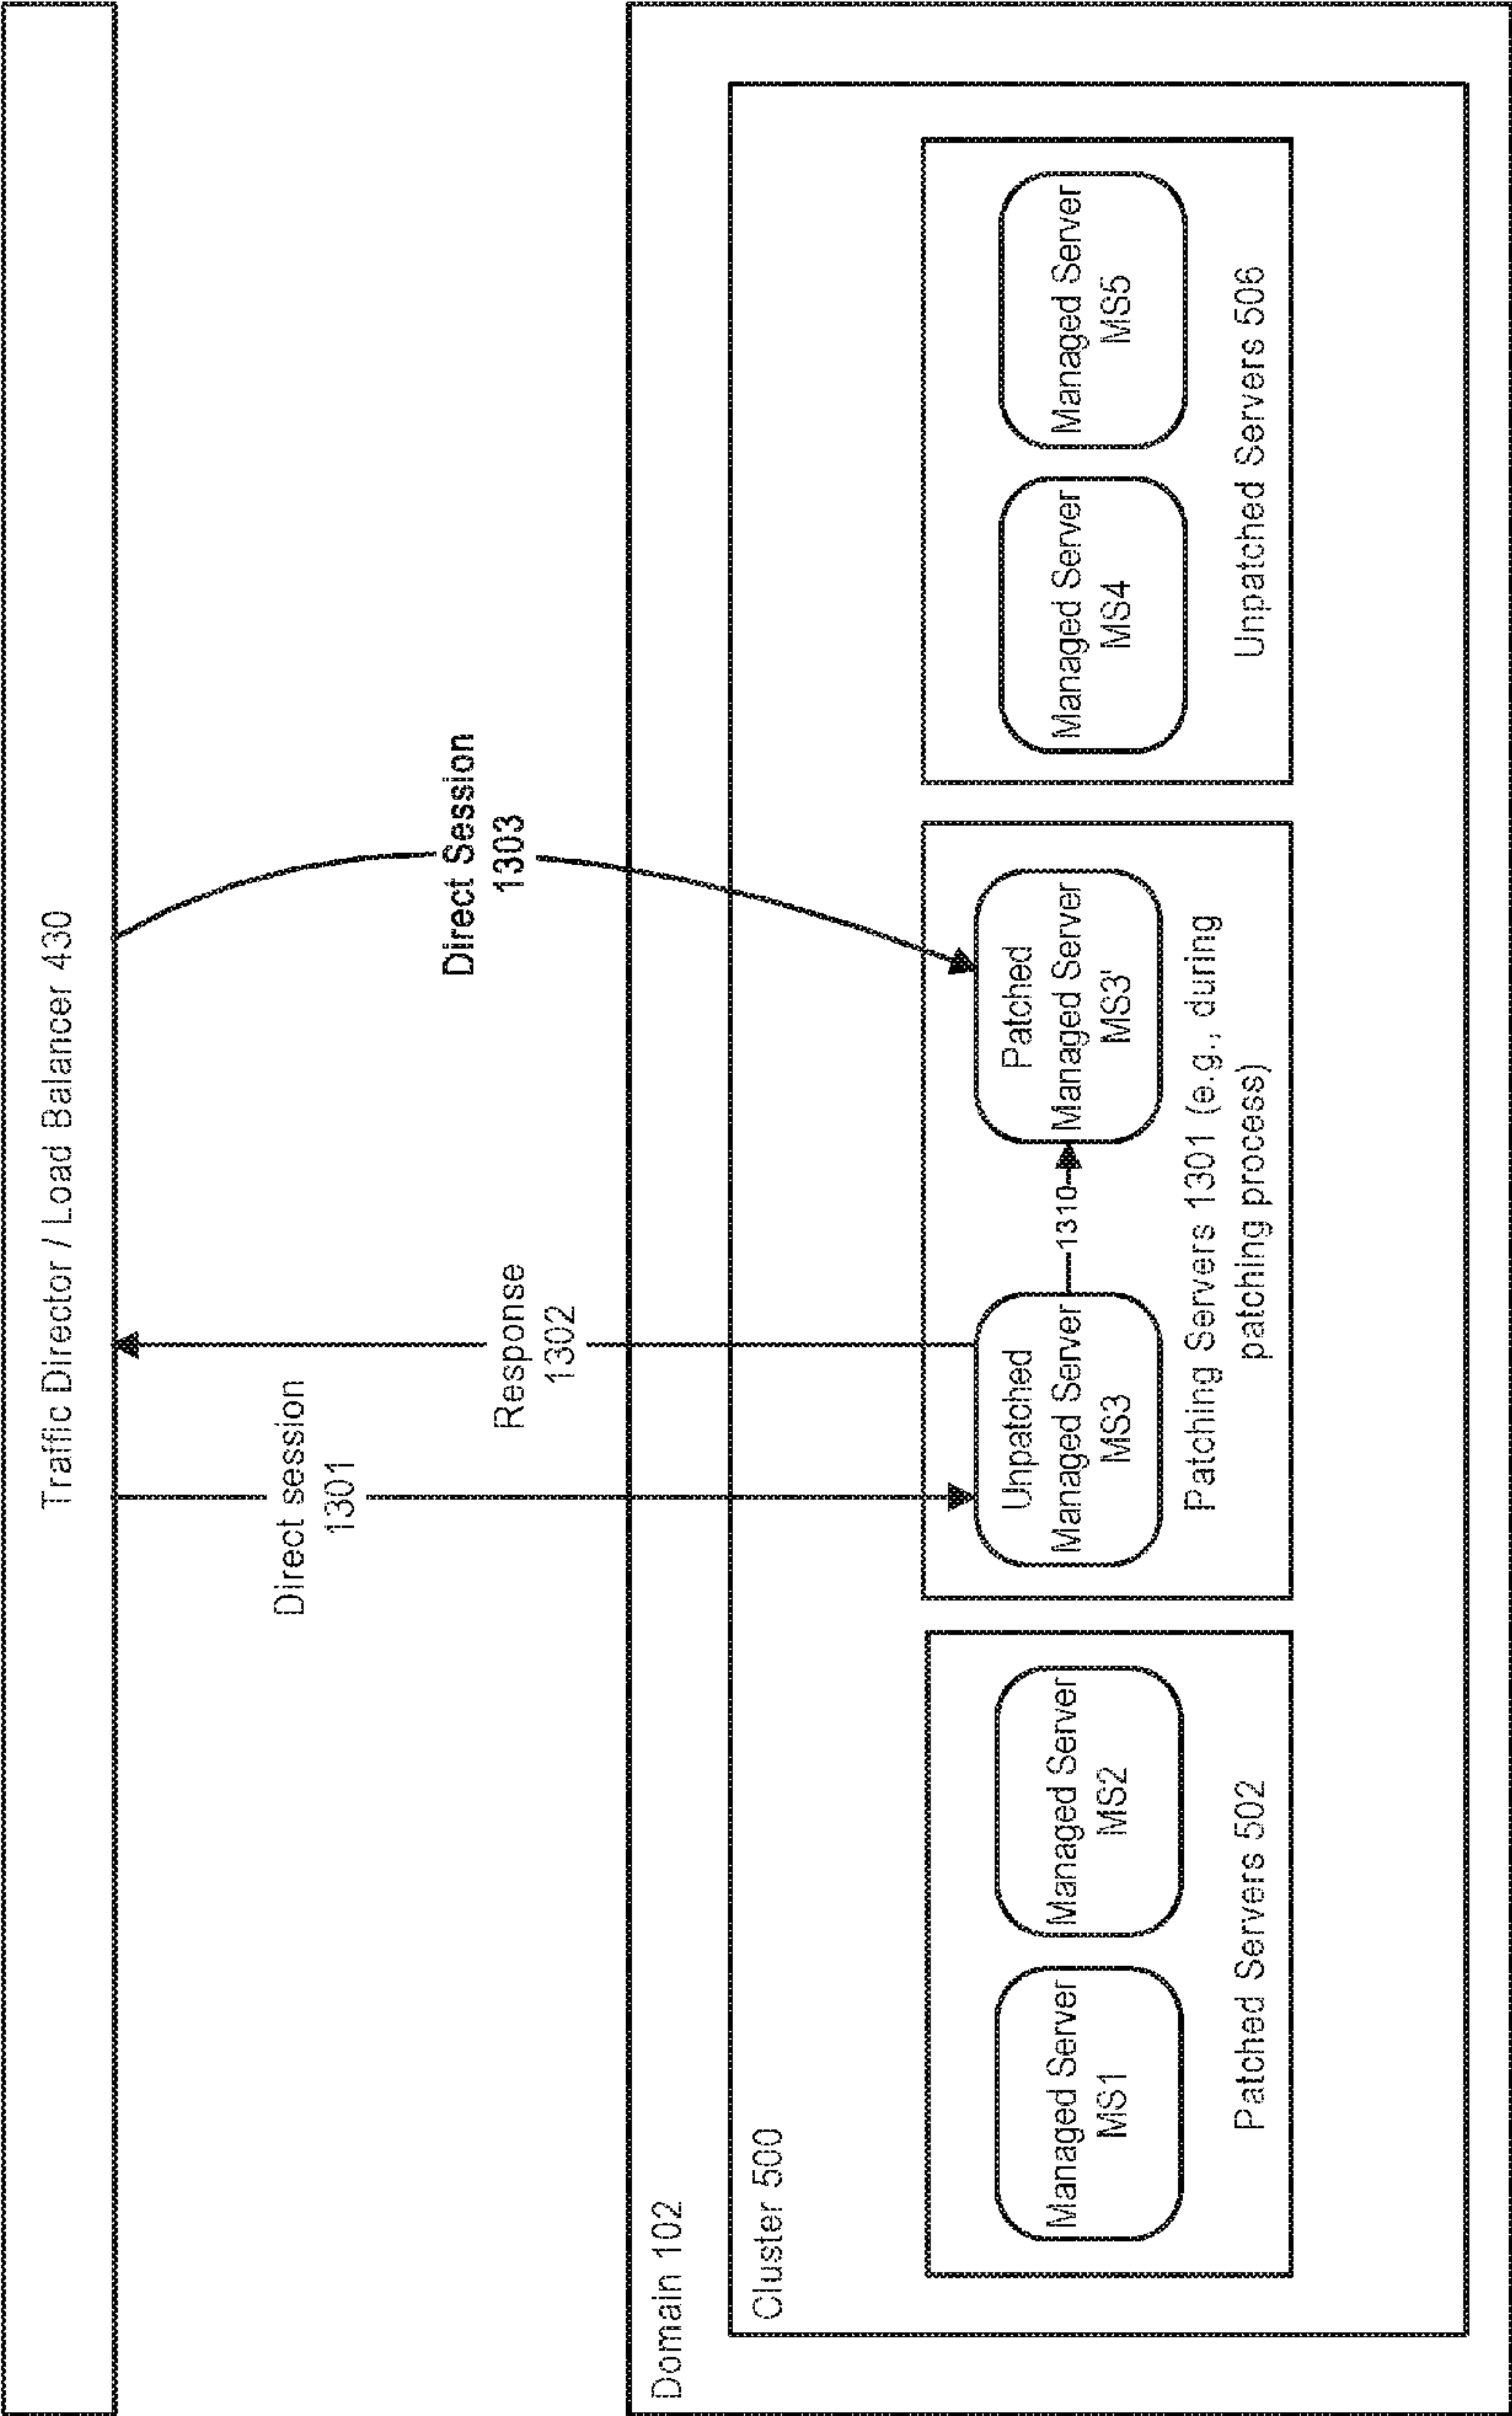 Traffic Director / Load Balancer 430
Direct session
1301
Response
1302
Direct Session
1303
Domain 102
Cluster 500
Managed Server
MS1
Managed Server
MS2
Patched Servers 502
Unpatched
Managed Server
MS3
1310
Patched
Managed Server
MS3'
Patching Servers 1301 (e.g., during
patching process)
Managed Server
MS4
Managed Server
MS5
Unpatched Servers 506